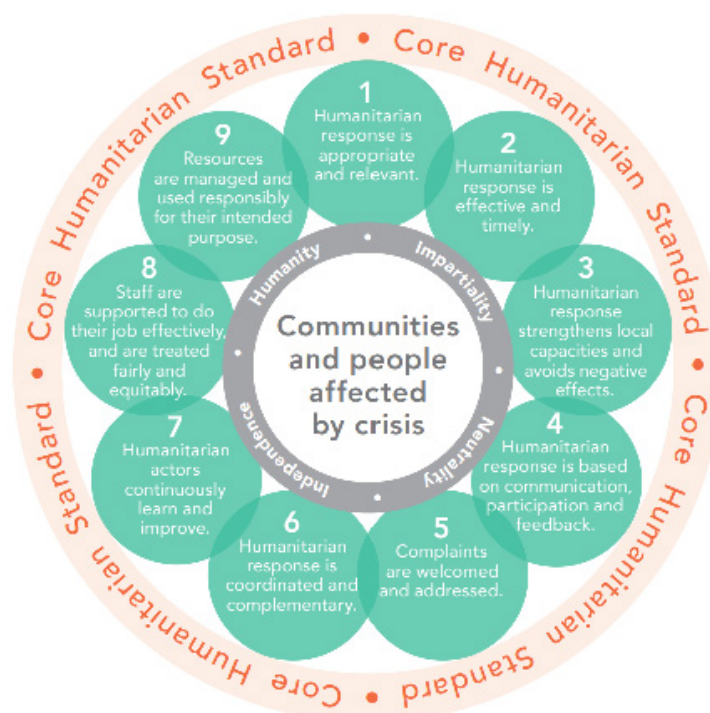 Core Humanitarian Standard • Core Humanitarian Standard • Core Humanitarian Standard • Core Humanitarian Standard •
1
Humanitarian
response is
appropriate
and relevant.
2
Humanitarian
response is
effective and
timely.
3
Humanitarian
response
strengthens local
capacities and
avoids negative
effects.
4
Humanitarian
response is based
on communication,
participation and
feedback.
5
Complaints
are welcomed
and addressed.
6
Humanitarian
response is
coordinated and
complementary.
7
Humanitarian
actors
continuously
learn and
improve.
8
Staff are
supported to do
their job effectively,
and are treated
fairly and
equitably.
9
Resources
are managed and
used responsibly
for their intended
purpose.
Humanity • Impartiality • Neutrality • Independence •
Communities
and people
affected
by crisis